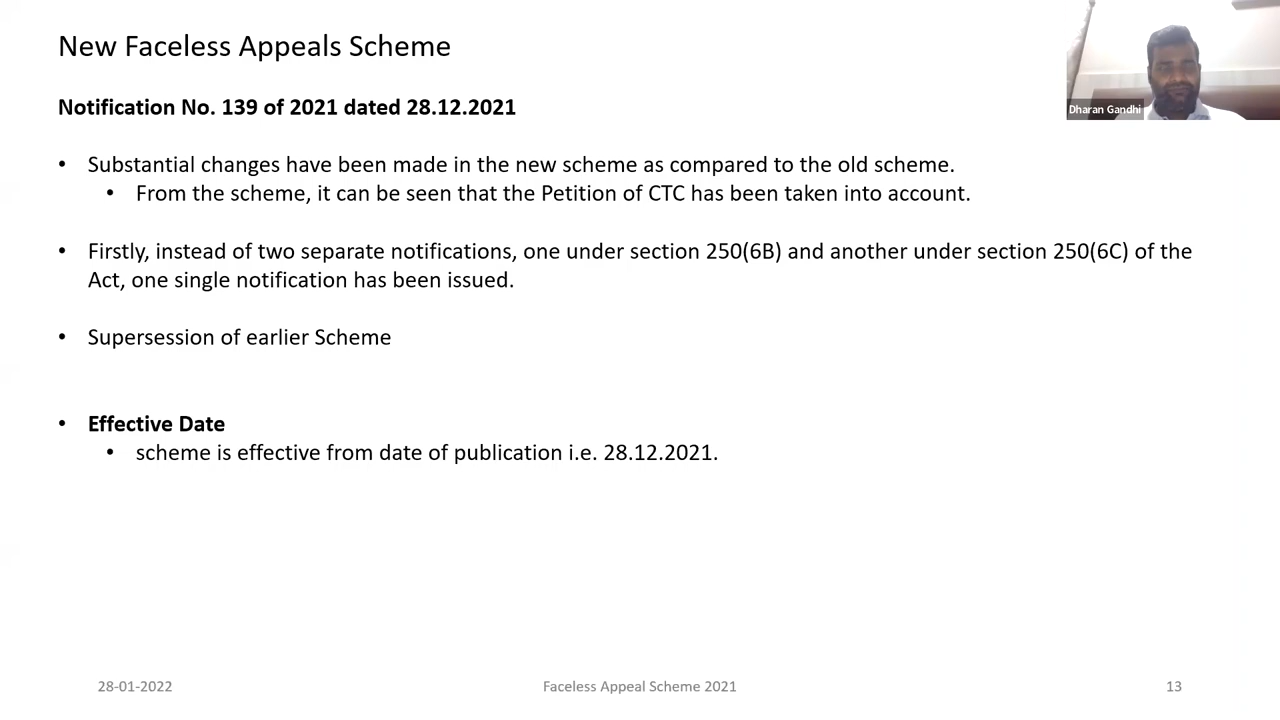 New Faceless Appeals Scheme
Dharan Gandhi
Notification No. 139 of 2021 dated 28.12.2021
• Substantial changes have been made in the new scheme as compared to the old scheme.
• From the scheme, it can be seen that the Petition of CTC has been taken into account.
• Firstly, instead of two separate notifications, one under section 250(6B) and another under section 250(6C) of the
Act, one single notification has been issued.
• Supersession of earlier Scheme
• Effective Date
• scheme is effective from date of publication i.e. 28.12.2021.
28-01-2022
Faceless Appeal Scheme 2021
13